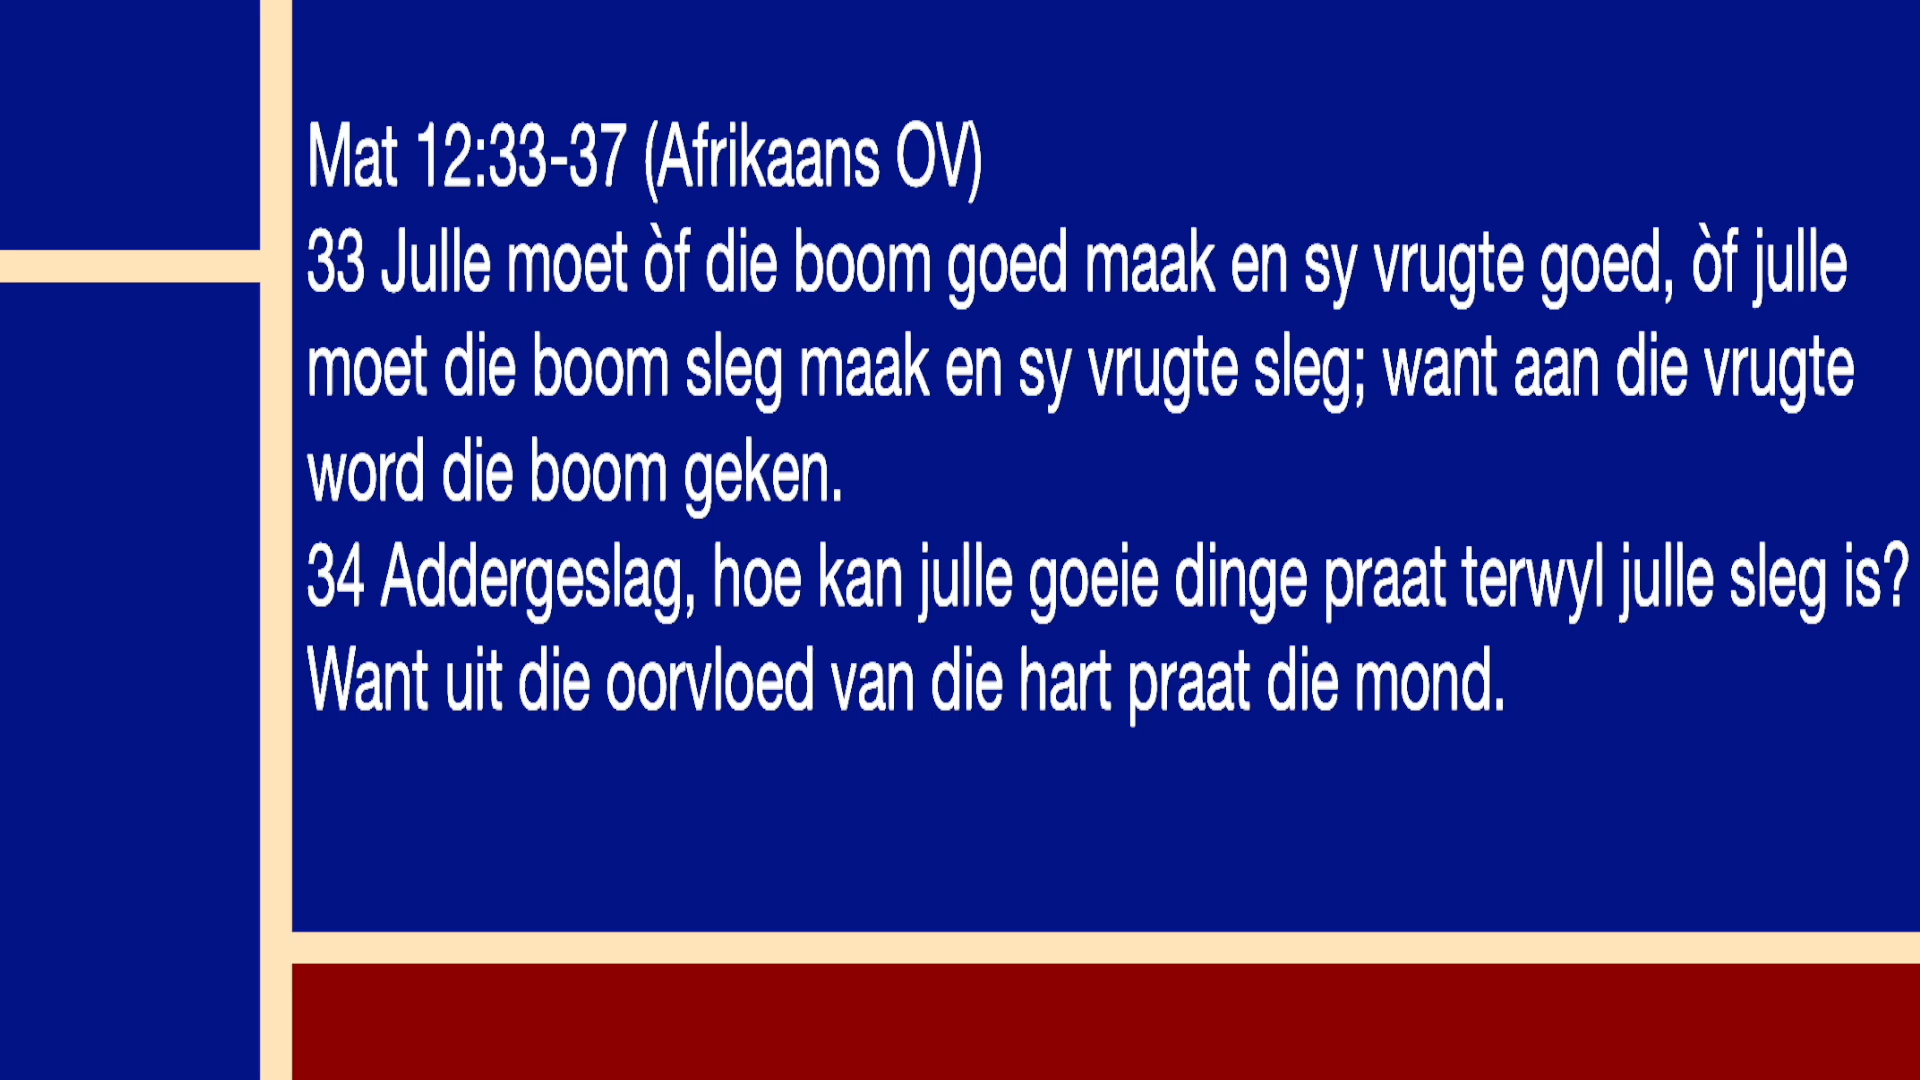 Mat 12:33-37 (Afrikaans OV)
33 Julle moet òf die boom goed maak en sy vrugte goed, òf julle
moet die boom sleg maak en sy vrugte sleg; want aan die vrugte
word die boom geken.
34 Addergeslag, hoe kan julle goeie dinge praat terwyl julle sleg is?
Want uit die oorvloed van die hart praat die mond.